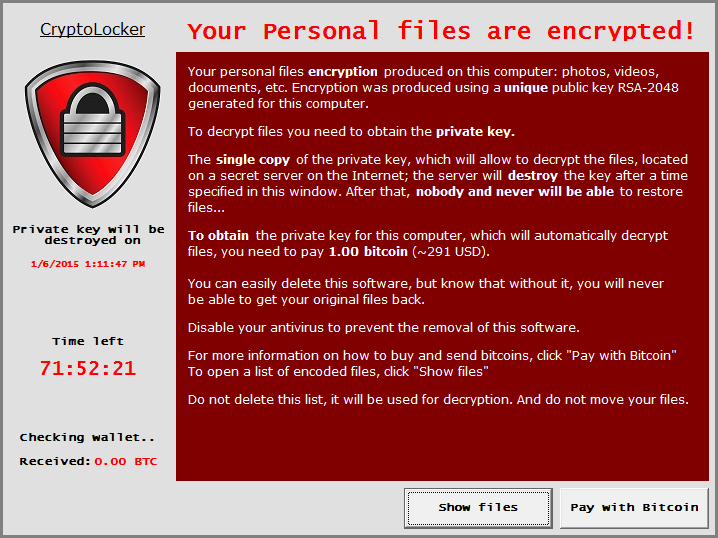 CryptoLocker
Your Personal files are encrypted!
Private key will be
destroyed on
1/6/2015 1:11:47 PM
Time left
71:52:21
Checking wallet..
Received: 0.00 BTC
Your personal files encryption produced on this computer: photos, videos,
documents, etc. Encryption was produced using a unique public key RSA-2048
generated for this computer.
To decrypt files you need to obtain the private key.
The single copy of the private key, which will allow to decrypt the files, located
on a secret server on the Internet; the server will destroy the key after a time
specified in this window. After that, nobody and never will be able to restore
files...
To obtain the private key for this computer, which will automatically decrypt
files, you need to pay 1.00 bitcoin (~291 USD).
You can easily delete this software, but know that without it, you will never
be able to get your original files back.
Disable your antivirus to prevent the removal of this software.
For more information on how to buy and send bitcoins, click "Pay with Bitcoin"
To open a list of encoded files, click "Show files"
Do not delete this list, it will be used for decryption. And do not move your files.
Show files
Pay with Bitcoin